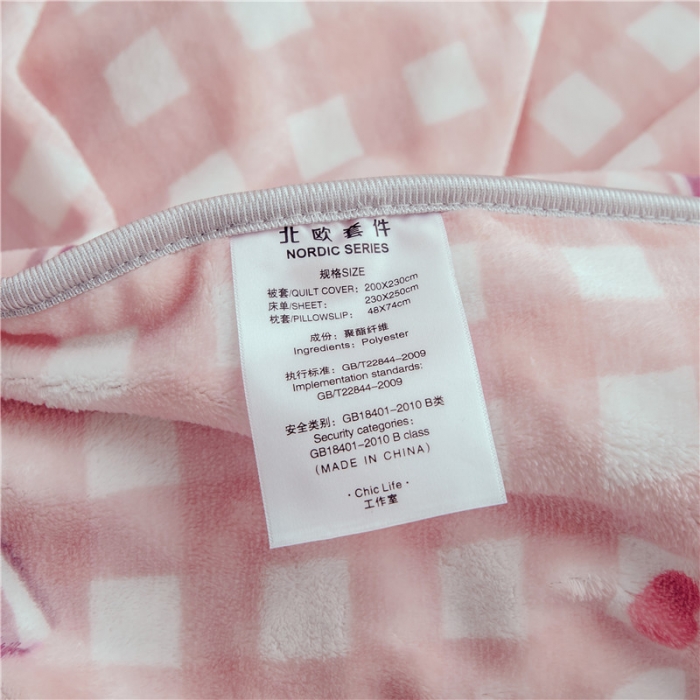 北欧套件
NORDIC SERIES
规格SIZE
被套/QUILT COVER: 200X230cm
床单/SHEET: 230X250cm
枕套/PILLOWSLIP: 48X74cm
成份：聚酯纤维
Ingredients: Polyester
执行标准：GB/T22844-2009
Implementation standards:
GB/T22844-2009
安全类别：GB18401-2010 B类
Security categories:
GB18401-2010 B class
(MADE IN CHINA)
·Chic Life·
工作室